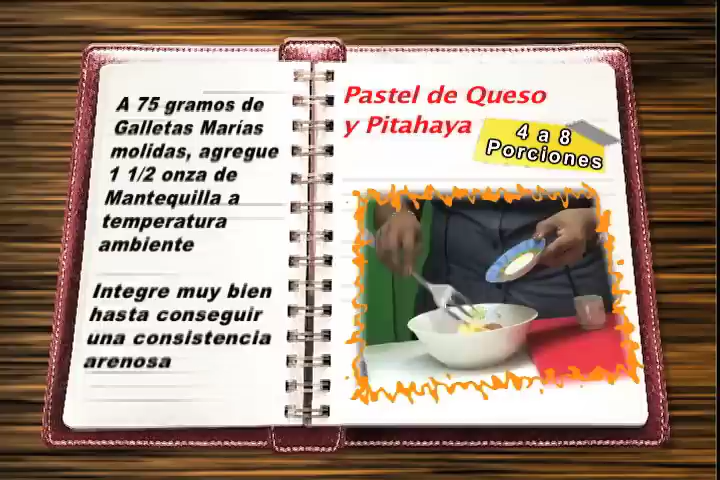 A 75 gramos de
Galletas Marías
molidas, agregue
1 1/2 onza de
Mantequilla a
temperatura
ambiente
Integre muy bien
hasta conseguir
una consistencia
arenosa
Pastel de Queso
y Pitahaya
4 a 8
Porciones